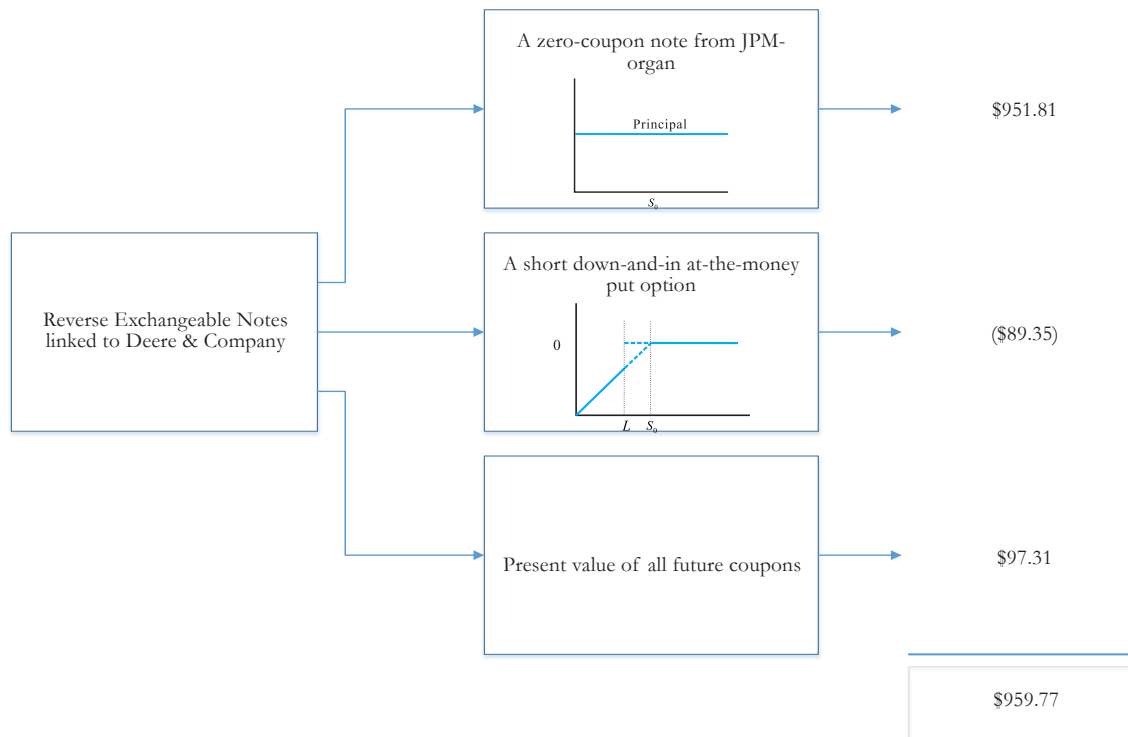 A zero-coupon note from JPM-
organ
Principal
S₀
$951.81
Reverse Exchangeable Notes
linked to Deere & Company
A short down-and-in at-the-money
put option
0
L S₀
($89.35)
Present value of all future coupons
$97.31
$959.77